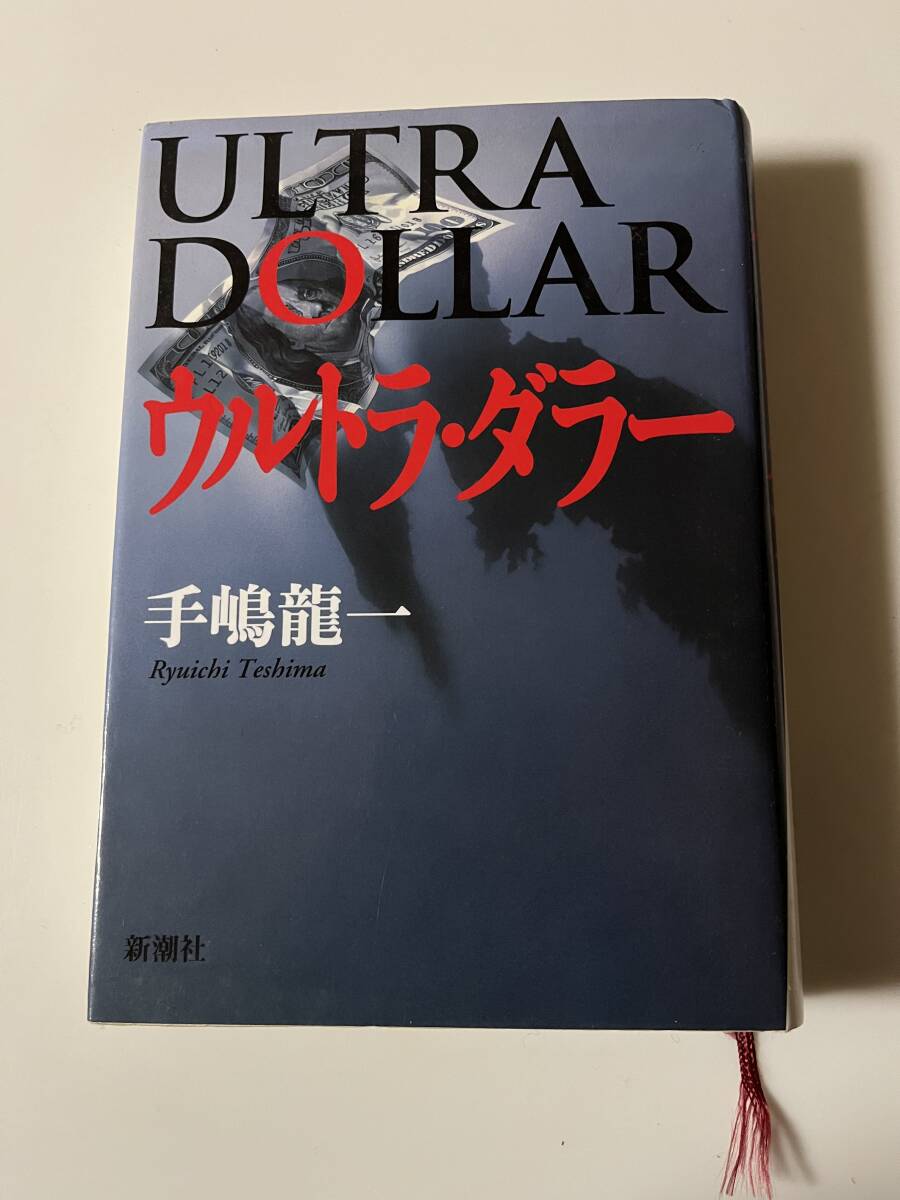 ULTRA
DOLLAR
ウルトラ・ダラー
手嶋龍一
Ryuichi Teshima
新潮社